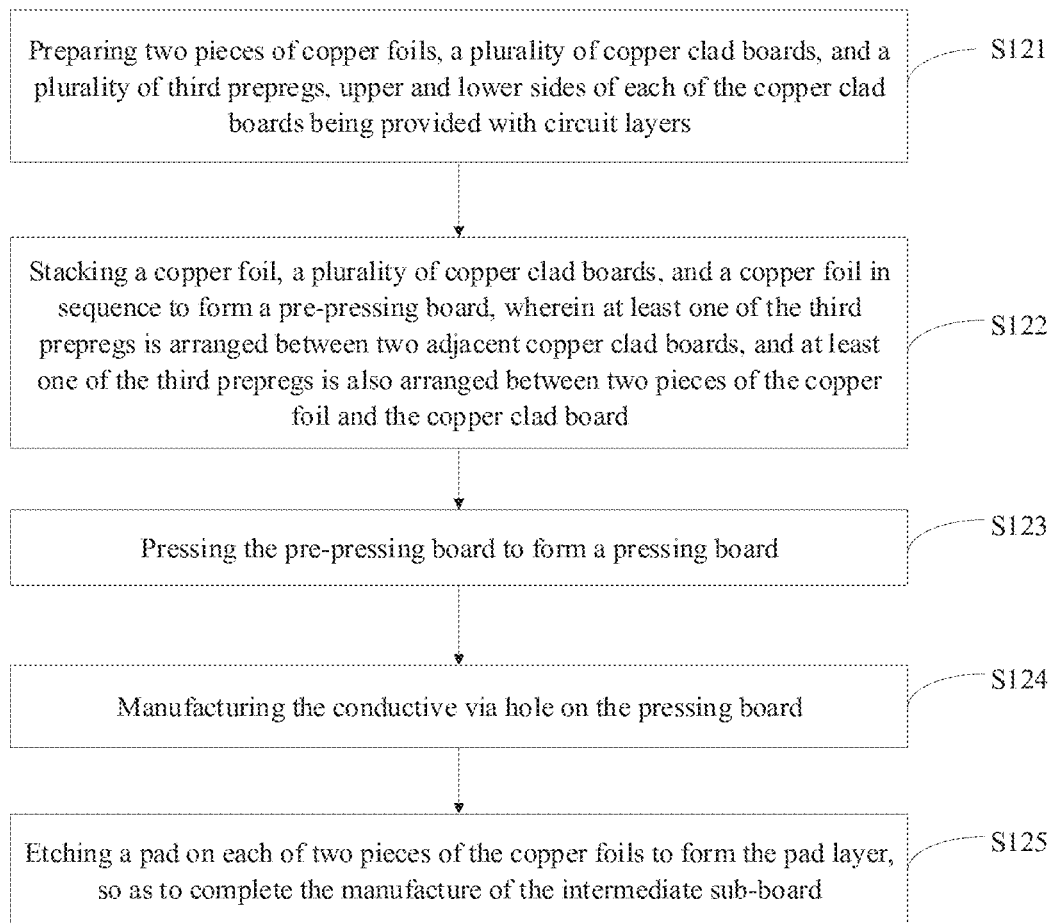 Preparing two pieces of copper foils, a plurality of copper clad boards, and a
plurality of third prepregs, upper and lower sides of each of the copper clad
boards being provided with circuit layers
S121
Stacking a copper foil, a plurality of copper clad boards, and a copper foil in
sequence to form a pre-pressing board, wherein at least one of the third
prepregs is arranged between two adjacent copper clad boards, and at least
one of the third prepregs is also arranged between two pieces of the copper
foil and the copper clad board
S122
Pressing the pre-pressing board to form a pressing board
S123
Manufacturing the conductive via hole on the pressing board
S124
Etching a pad on each of two pieces of the copper foils to form the pad layer,
so as to complete the manufacture of the intermediate sub-board
S125